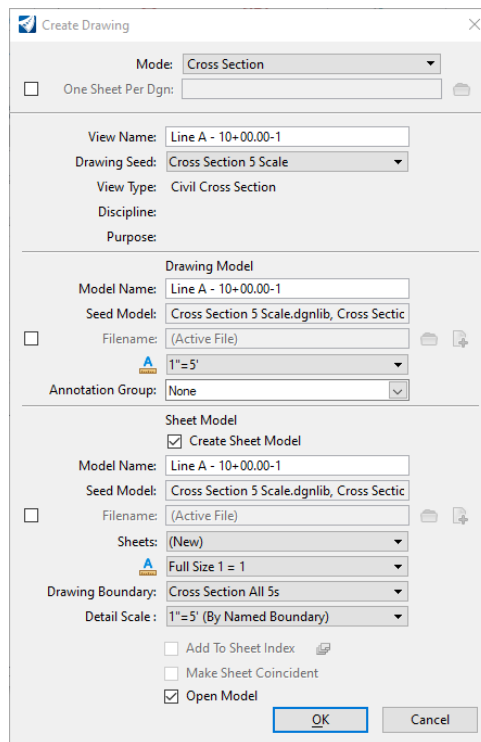 Create Drawing
Mode: Cross Section
One Sheet Per Dgn:
View Name: Line A - 10+00.00-1
Drawing Seed: Cross Section 5 Scale
View Type: Civil Cross Section
Discipline:
Purpose:
Drawing Model
Model Name: Line A - 10+00.00-1
Seed Model: Cross Section 5 Scale.dgnlib, Cross Sectic
Filename: (Active File)
A 1"=5'
Annotation Group: None
Sheet Model
Create Sheet Model
Model Name: Line A - 10+00.00-1
Seed Model: Cross Section 5 Scale.dgnlib, Cross Sectic
Filename: (Active File)
Sheets: (New)
A Full Size 1 = 1
Drawing Boundary: Cross Section All 5s
Detail Scale : 1"=5' (By Named Boundary)
Add To Sheet Index
Make Sheet Coincident
Open Model
OK Cancel